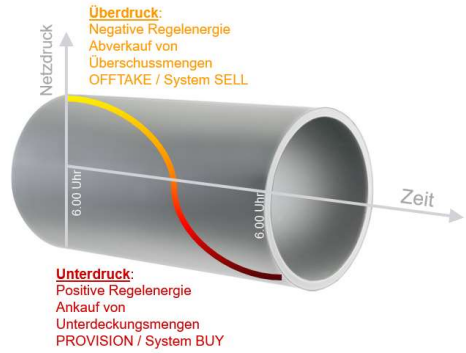 Überdruck:
Negative Regelenergie
Abverkauf von
Überschussmengen
OFFTAKE / System SELL
Netzdruck
6.00 Uhr
6.00 Uhr
Zeit
Unterdruck:
Positive Regelenergie
Ankauf von
Unterdeckungsmengen
PROVISION / System BUY